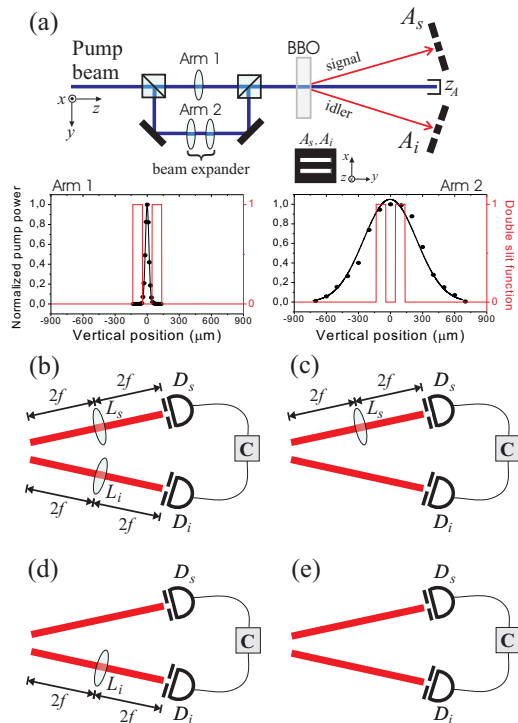 (a)
Pump beam
x
z
y
Arm 1
Arm 2
beam expander
BBO
signal
idler
A_s
z_A
A_i
A_s, A_i
x
z
y
Arm 1
Normalized pump power
1,0
0,8
0,6
0,4
0,2
0,0
1
0
-900 -600 -300 0 300 600 900
Vertical position (μm)
Arm 2
1,0
0,8
0,6
0,4
0,2
0,0
1
0
Double slit function
-900 -600 -300 0 300 600 900
Vertical position (μm)
(b)
2f
2f
D_s
L_s
C
L_i
2f
2f
D_i
(c)
2f
2f
D_s
L_s
C
D_i
(d)
D_s
C
L_i
2f
2f
D_i
(e)
D_s
C
D_i